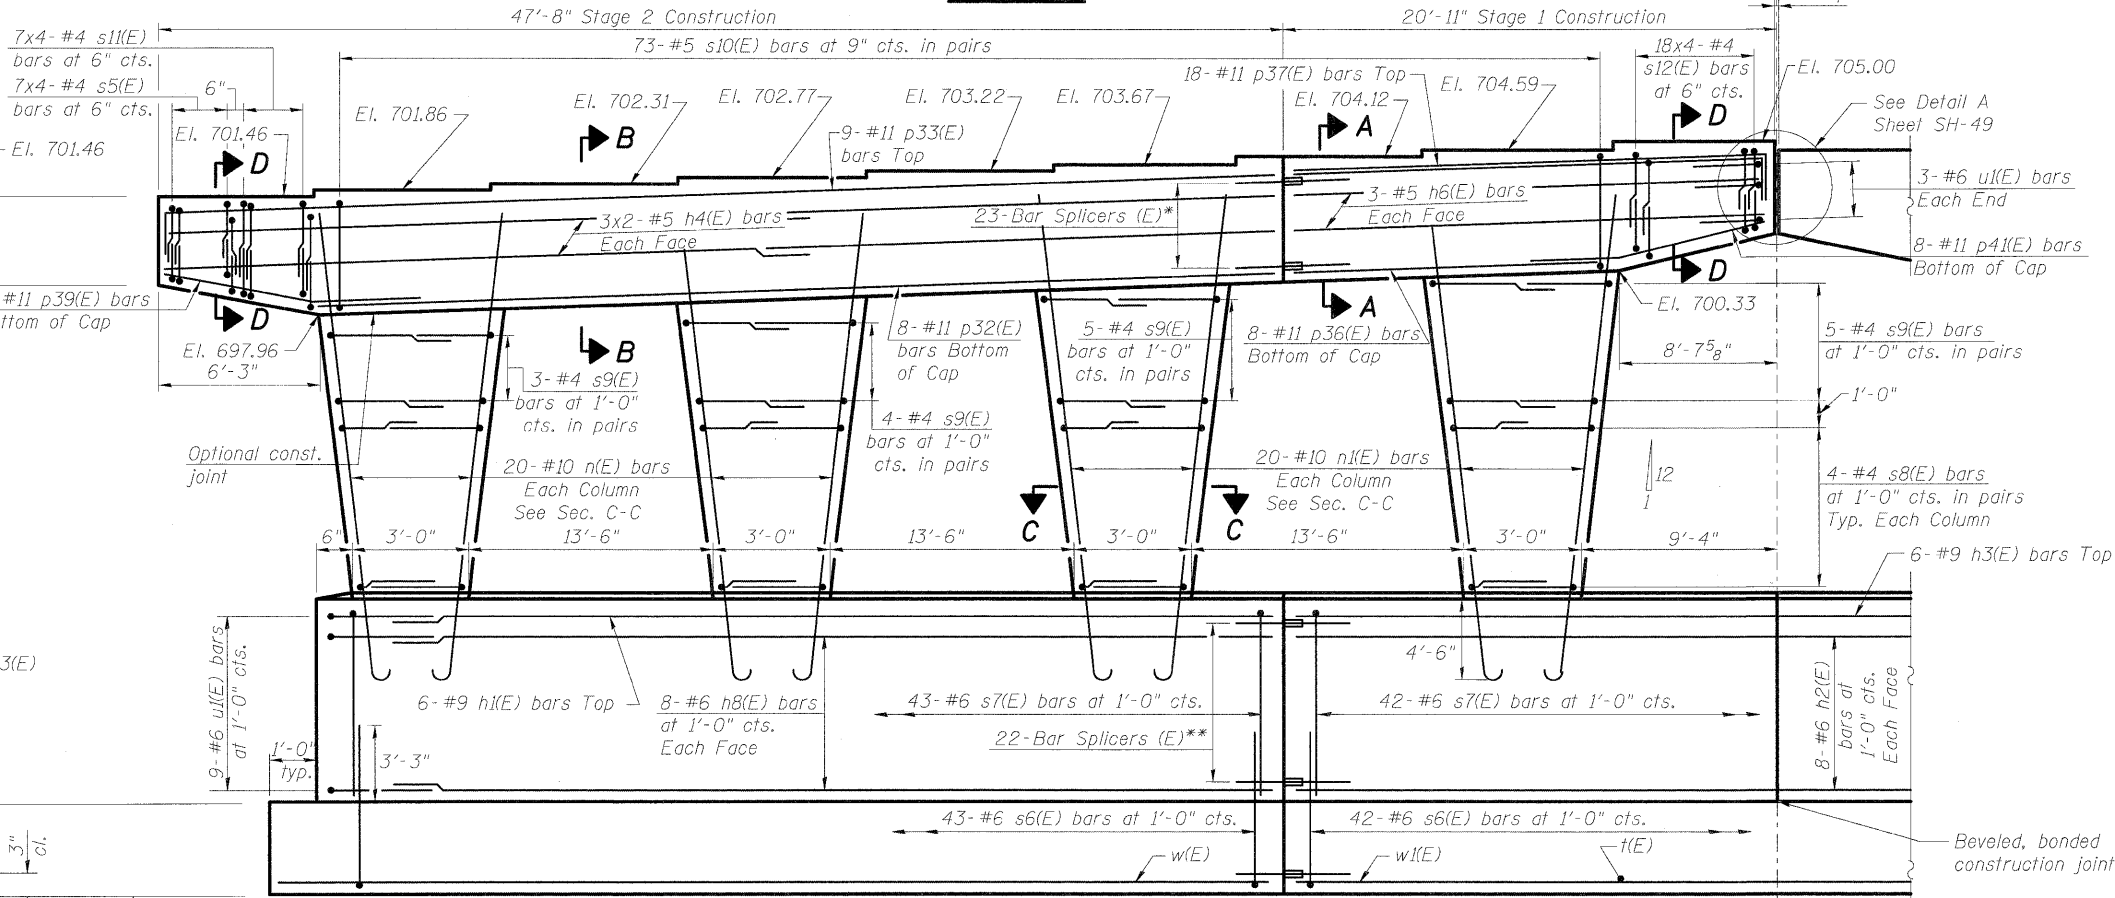 47'-8" Stage 2 Construction
20'-11" Stage 1 Construction
7x4-#4 s11(E)
bars at 6" cts.
73-#5 s10(E) bars at 9" cts. in pairs
18x4-#4
s12(E) bars
at 6" cts.
7x4-#4 s5(E)
bars at 6" cts.
6"
18-#11 p37(E) bars Top
El. 705.00
El. 701.46
El. 701.46
El. 701.86
El. 702.31
El. 702.77
El. 703.22
El. 703.67
El. 704.12
El. 704.59
See Detail A
Sheet SH-49
D
B
A
D
9-#11 p33(E)
bars Top
3-#6 u1(E) bars
Each End
3x2-#5 h4(E) bars
Each Face
23-Bar Splicers (E)*
3-#5 h6(E) bars
Each Face
8-#11 p41(E) bars
Bottom of Cap
#11 p39(E) bars
ttom of Cap
D
B
A
D
El. 697.96
6'-3"
El. 700.33
8'-7 5/8"
3-#4 s9(E)
bars at 1'-0"
cts. in pairs
8-#11 p32(E)
bars Bottom
of Cap
4-#4 s9(E)
bars at 1'-0"
cts. in pairs
5-#4 s9(E)
bars at 1'-0"
cts. in pairs
8-#11 p36(E) bars
Bottom of Cap
5-#4 s9(E) bars
at 1'-0" cts. in pairs
1'-0"
Optional const.
joint
20-#10 n(E) bars
Each Column
See Sec. C-C
C
C
20-#10 n1(E) bars
Each Column
See Sec. C-C
12
1
4-#4 s8(E) bars
at 1'-0" cts. in pairs
Typ. Each Column
6"
3'-0"
13'-6"
3'-0"
13'-6"
3'-0"
13'-6"
3'-0"
9'-4"
6-#9 h3(E) bars Top
3(E)
9-#6 u1(E) bars
at 1'-0" cts.
6-#9 h1(E) bars Top
8-#6 h8(E) bars
at 1'-0" cts.
Each Face
4'-6"
43-#6 s7(E) bars at 1'-0" cts.
42-#6 s7(E) bars at 1'-0" cts.
22-Bar Splicers (E)**
8-#6 h2(E)
bars at
1'-0" cts.
Each Face
1'-0"
typ.
3'-3"
43-#6 s6(E) bars at 1'-0" cts.
42-#6 s6(E) bars at 1'-0" cts.
3"
cl.
w(E)
w1(E)
t(E)
Beveled, bonded
construction joint